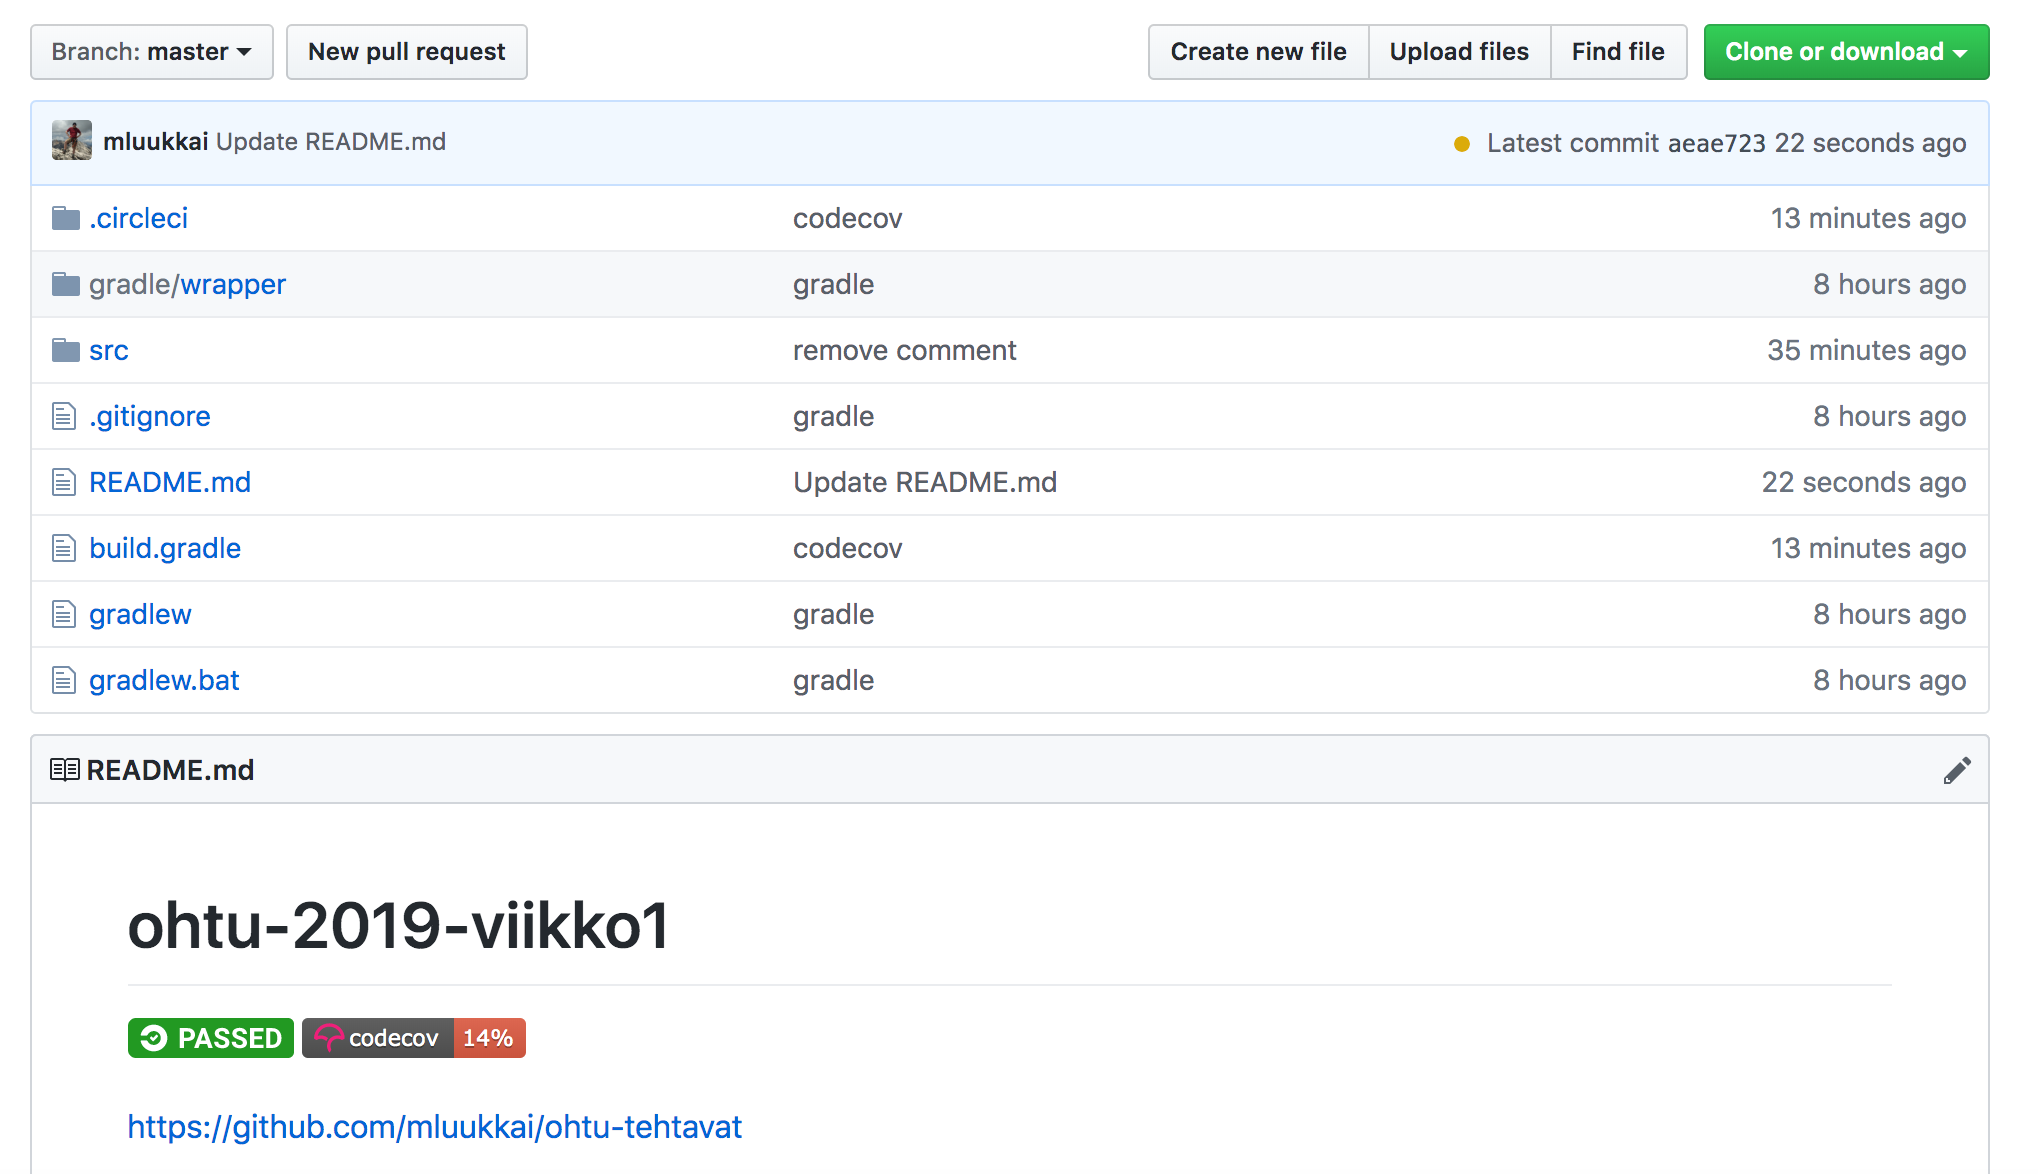 Branch: master New pull request Create new file Upload files Find file Clone or download
mluukkai Update README.md Latest commit aeae723 22 seconds ago
.circleci codecov 13 minutes ago
gradle/wrapper gradle 8 hours ago
src remove comment 35 minutes ago
.gitignore gradle 8 hours ago
README.md Update README.md 22 seconds ago
build.gradle codecov 13 minutes ago
gradlew gradle 8 hours ago
gradlew.bat gradle 8 hours ago
README.md
ohtu-2019-viikko1
PASSED codecov 14%
https://github.com/mluukkai/ohtu-tehtavat